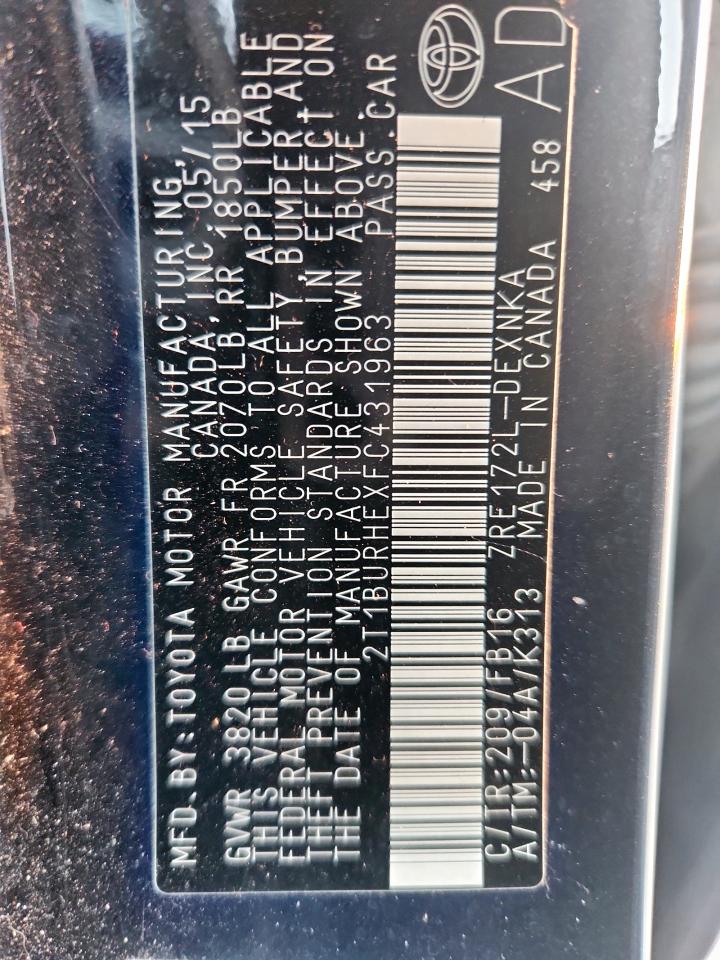 MFD.BY:TOYOTA MOTOR MANUFACTURING
CANADA, INC. 05/15
GVWR 3820LB GAWR FR 2070LB, RR 1850LB
THIS VEHICLE CONFORMS TO ALL APPLICABLE
FEDERAL MOTOR VEHICLE SAFETY, BUMPER, AND
THEFT PREVENTION STANDARDS IN EFFECT ON
THE DATE OF MANUFACTURE SHOWN ABOVE.
2T1BURHEXFC431963 PASS.CAR
C/TR:209/FB16 ZRE172L-DEXNKA
A/TM:-04A/K313 MADE IN CANADA 458
AD